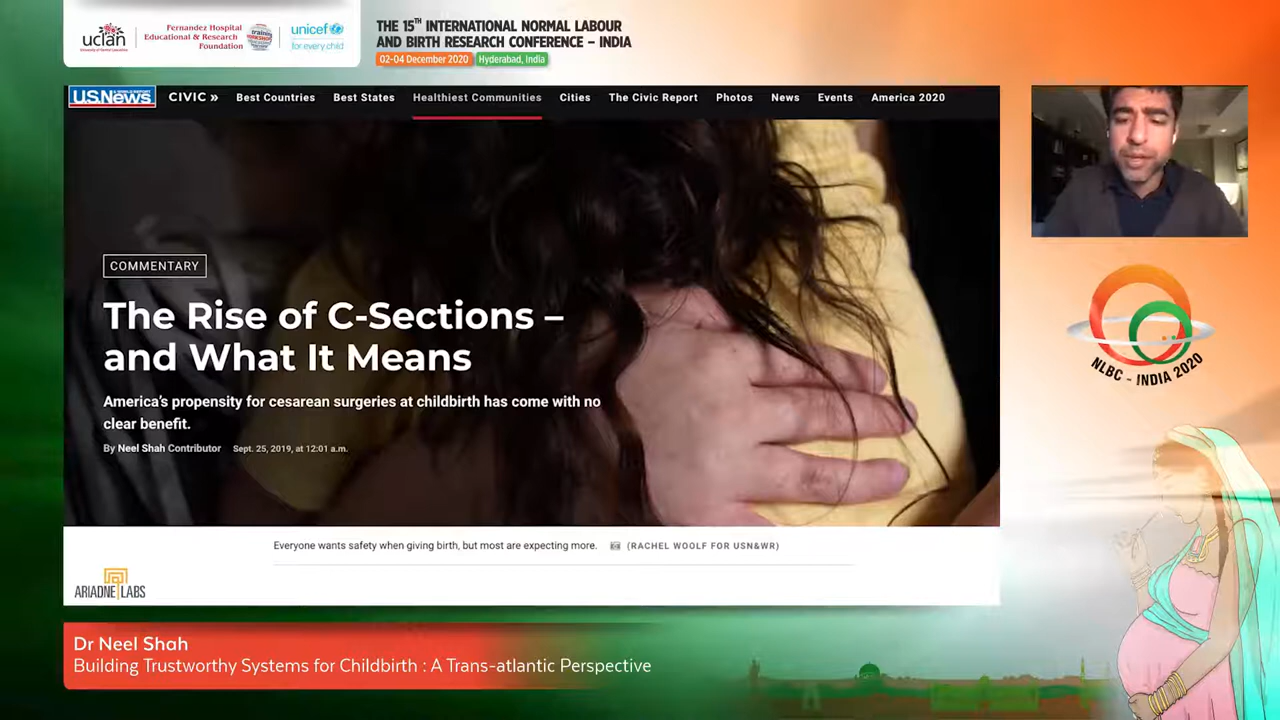 uclan
University of Central Lancashire
Fernandez Hospital
Educational & Research
Foundation
unicef
for every child
THE 15TH INTERNATIONAL NORMAL LABOUR
AND BIRTH RESEARCH CONFERENCE – INDIA
02-04 December 2020 Hyderabad, India
U.S.News CIVIC » Best Countries Best States Healthiest Communities Cities The Civic Report Photos News Events America 2020
COMMENTARY
The Rise of C-Sections –
and What It Means
America's propensity for cesarean surgeries at childbirth has come with no
clear benefit.
By Neel Shah Contributor Sept. 25, 2019, at 12:01 a.m.
Everyone wants safety when giving birth, but most are expecting more. (RACHEL WOOLF FOR USN&WR)
ARIADNE LABS
NLBC - INDIA 2020
Dr Neel Shah
Building Trustworthy Systems for Childbirth : A Trans-atlantic Perspective